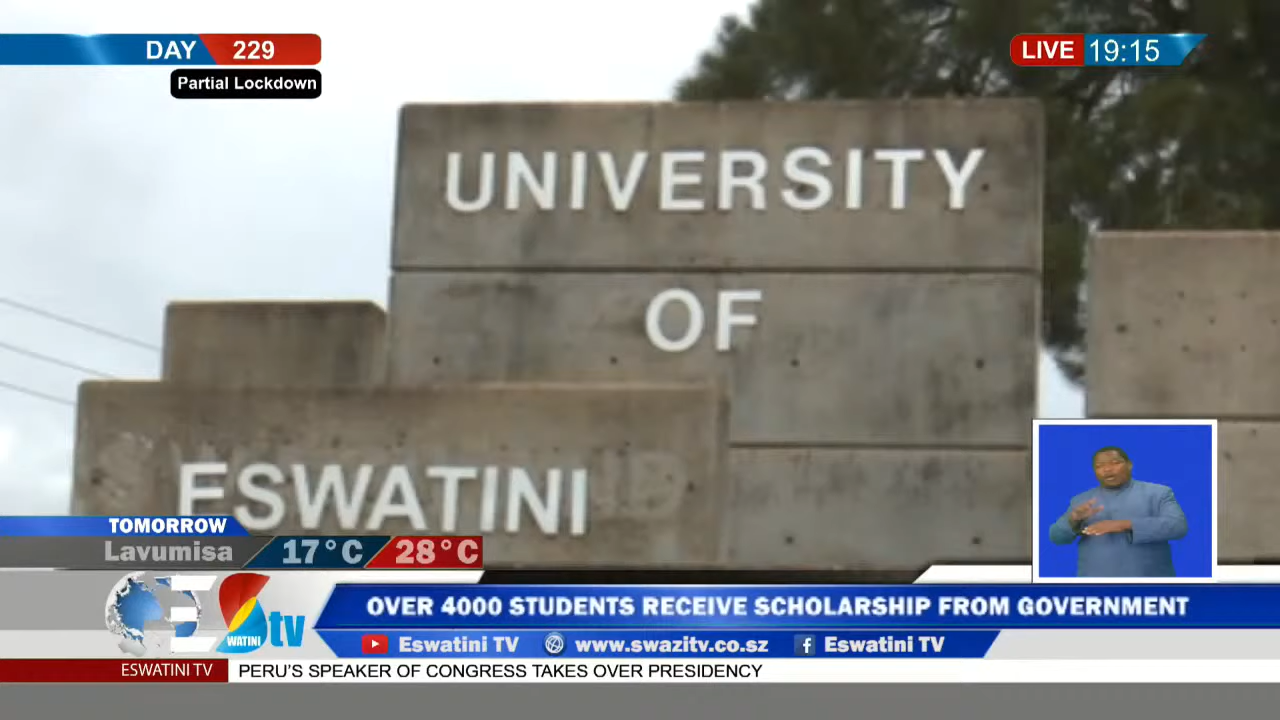 DAY 229
Partial Lockdown
LIVE 19:15
UNIVERSITY
OF
ESWATINI
TOMORROW
Lavumisa 17°C 28°C
E S WATINI tv
OVER 4000 STUDENTS RECEIVE SCHOLARSHIP FROM GOVERNMENT
Eswatini TV www.swazitv.co.sz Eswatini TV
ESWATINI TV PERU'S SPEAKER OF CONGRESS TAKES OVER PRESIDENCY